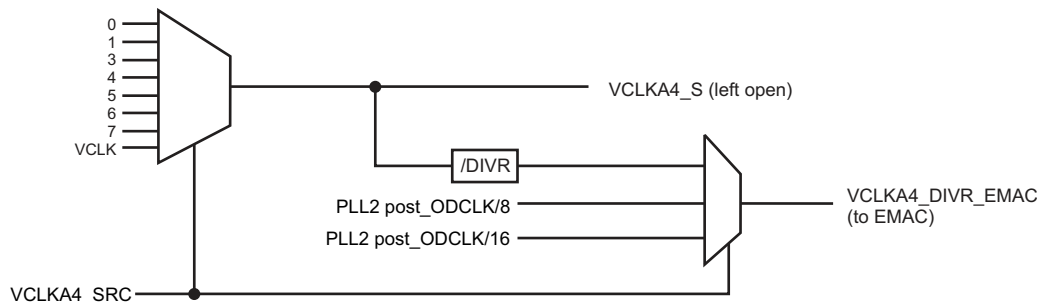 0
1
3
4
5
6
7
VCLK
VCLKA4_S (left open)
/DIVR
PLL2 post_ODCLK/8
PLL2 post_ODCLK/16
VCLKA4_DIVR_EMAC
(to EMAC)
VCLKA4_SRC